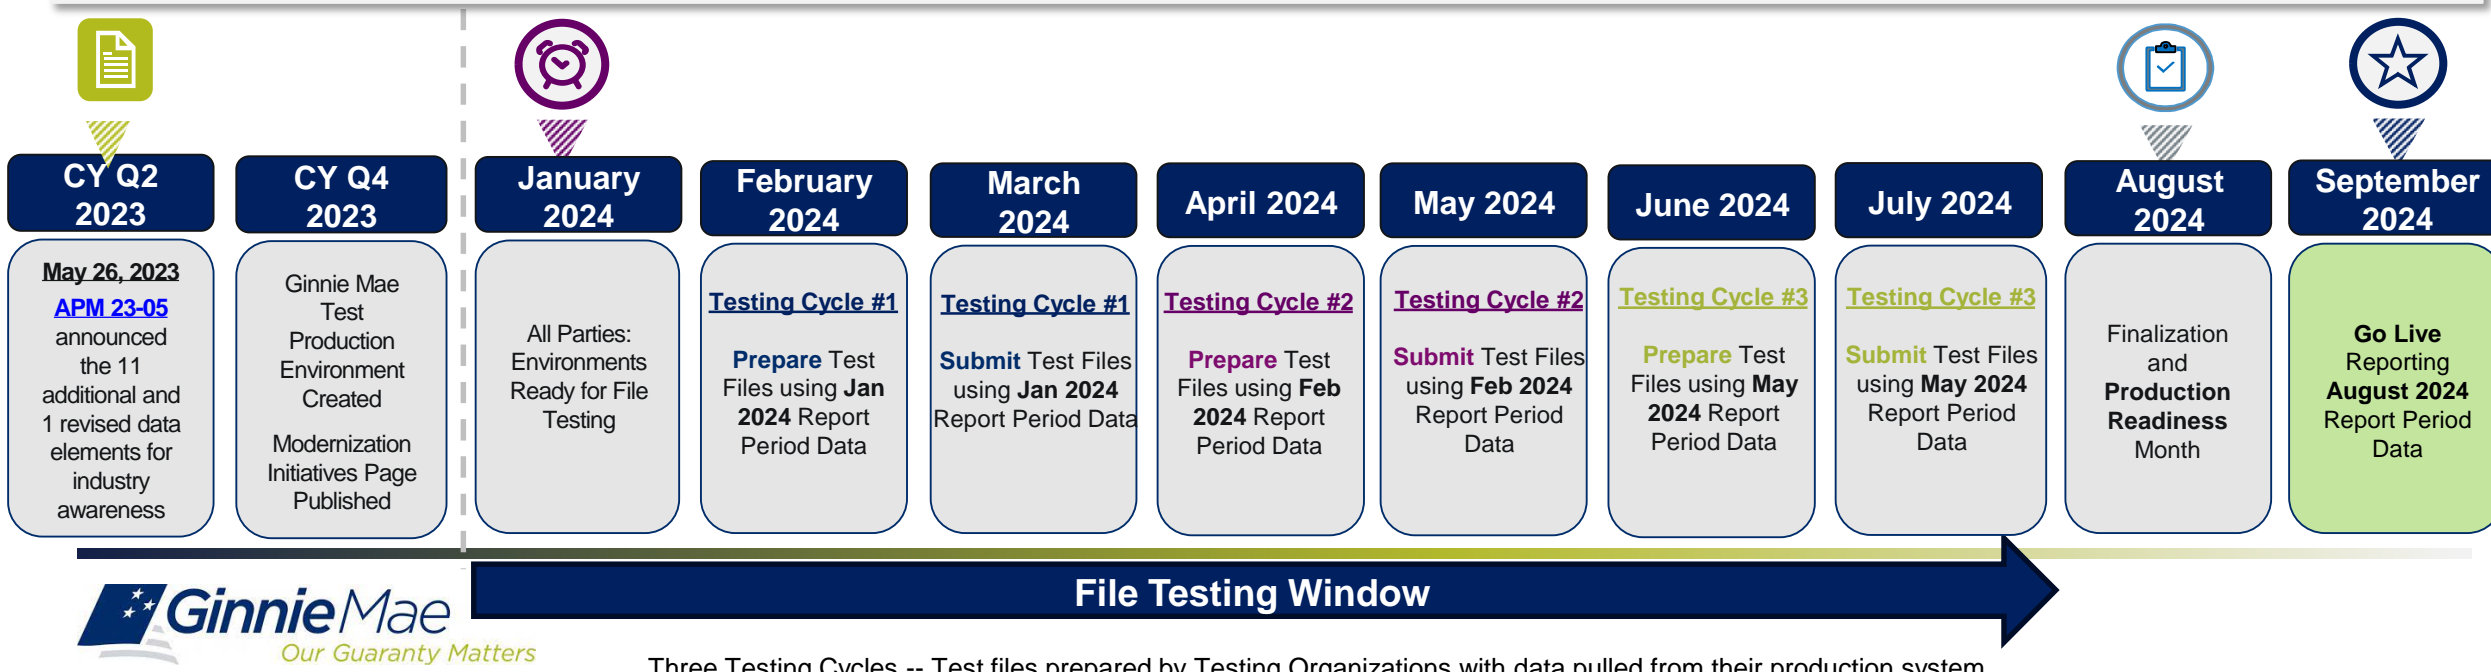 CY Q2
2023
CY Q4
2023
January
2024
February
2024
March
2024
April 2024
May 2024
June 2024
July 2024
August
2024
September
2024
May 26, 2023
APM 23-05
announced
the 11
additional and
1 revised data
elements for
industry
awareness
Ginnie Mae
Test
Production
Environment
Created
Modernization
Initiatives Page
Published
All Parties:
Environments
Ready for File
Testing
Testing Cycle #1
Prepare Test
Files using Jan
2024 Report
Period Data
Testing Cycle #1
Submit Test Files
using Jan 2024
Report Period Data
Testing Cycle #2
Prepare Test
Files using Feb
2024 Report
Period Data
Testing Cycle #2
Submit Test Files
using Feb 2024
Report Period
Data
Testing Cycle #3
Prepare Test
Files using May
2024 Report
Period Data
Testing Cycle #3
Submit Test Files
using May 2024
Report Period
Data
Finalization
and
Production
Readiness
Month
Go Live
Reporting
August 2024
Report Period
Data
File Testing Window
GinnieMae
Our Guaranty Matters
Three Testing Cycles -- Test files prepared by Testing Organizations with data pulled from their production system